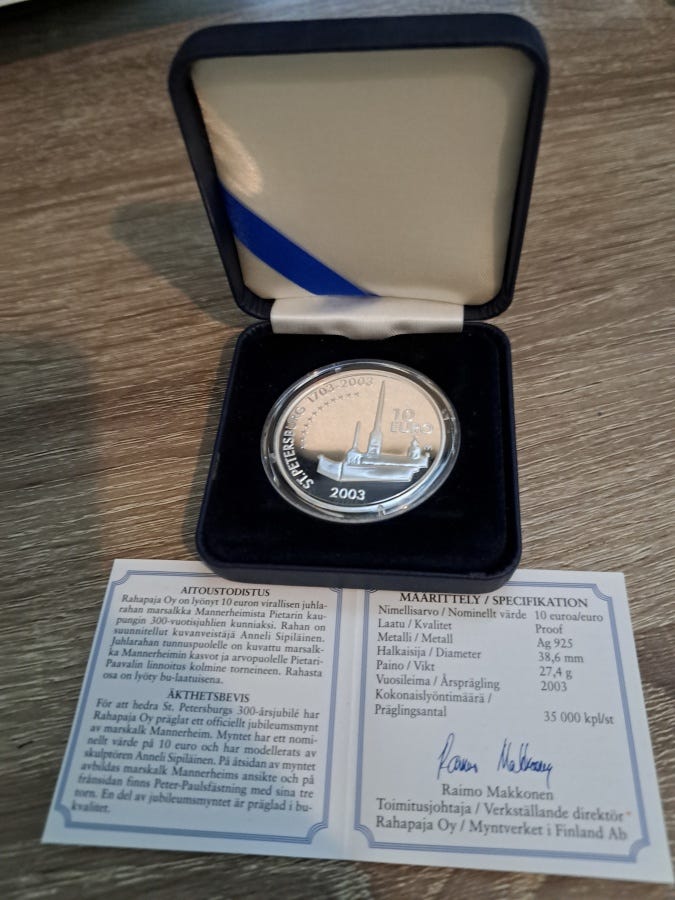 ST.PETERSBURG 1703-2003
10
EURO
2003
AITOUSTODISTUS
Rahapaja Oy on lyönyt 10 euron virallisen juhla-
rahan marsalkka Mannerheimista Pietarin kau-
pungin 300-vuotisjuhlien kunniaksi. Rahan on
suunnitellut kuvanveistäjä Anneli Sipiläinen.
Juhlarahan tunnuspuolelle on kuvattu marsalk-
ka Mannerheimin kasvot ja arvopuolelle Pietari-
Paavalin linnoitus kolmine torneineen. Rahasta
osa on lyöty bu-laatuisena.
ÄKTHETSBEVIS
För att hedra St. Petersburgs 300-årsjubilé har
Rahapaja Oy präglat ett officiellt jubileumsmynt
av marskalk Mannerheim. Myntet har ett nomi-
nellt värde på 10 euro och har modellerats av
skulptören Anneli Sipiläinen. På åtsidan av myntet
avbildas marskalk Mannerheims ansikte och på
frånsidan finns Peter-Paulsfästning med sina tre
torn. En del av jubileumsmyntet är präglad i bu-
kvalitet.
MÄÄRITTELY / SPECIFIKATION
Nimellisarvo / Nominellt värde 10 euroa/euro
Laatu / Kvalitet Proof
Metalli / Metall Ag 925
Halkaisija / Diameter 38,6 mm
Paino / Vikt 27,4 g
Vuosileima / Årsprägling 2003
Kokonaislyöntimäärä /
Präglingsantal 35 000 kpl/st
Raimo Makkonen
Raimo Makkonen
Toimitusjohtaja / Verkställande direktör
Rahapaja Oy / Myntverket i Finland Ab